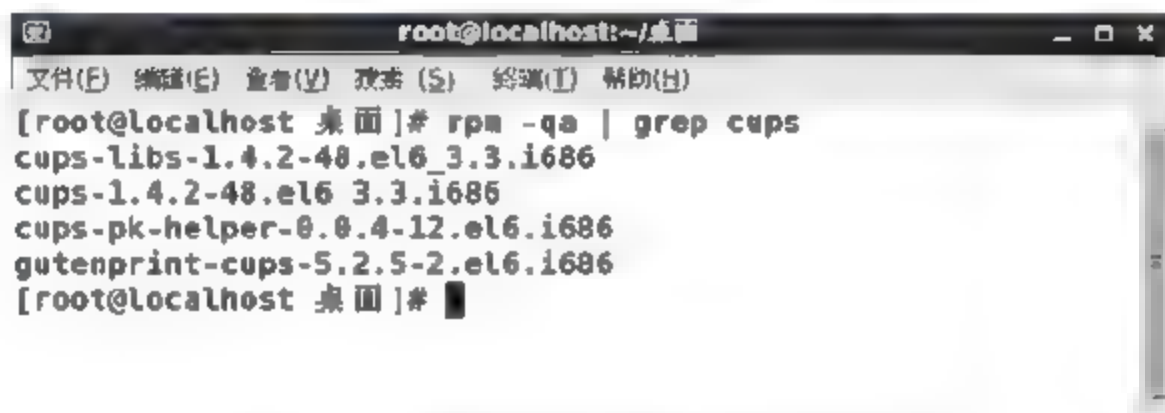 root@localhost:~/桌面
文件(F) 编辑(E) 查看(V) 搜索 (S) 终端(T) 帮助(H)
[root@localhost 桌面]# rpm -qa | grep cups
cups-libs-1.4.2-48.el6_3.3.i686
cups-1.4.2-48.el6 3.3.i686
cups-pk-helper-0.0.4-12.el6.i686
gutenprint-cups-5.2.5-2.el6.i686
[root@localhost 桌面]#